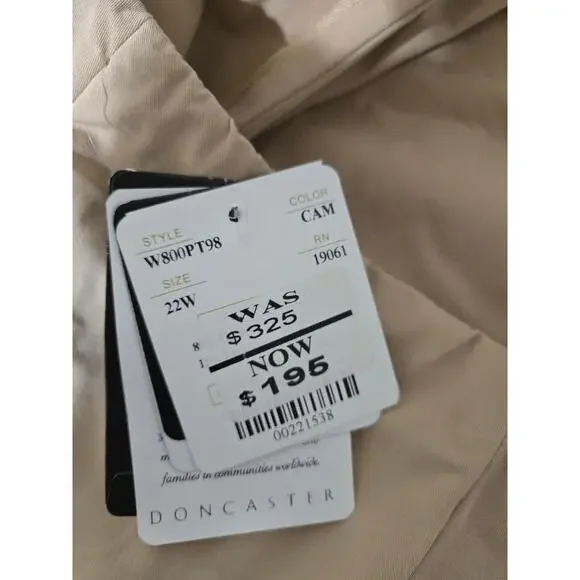 STYLE
W800PT98
COLOR
CAM
SIZE
22W
RN
19061
WAS
$325
NOW
$195
00221538
families in communities worldwide.
DONCASTER